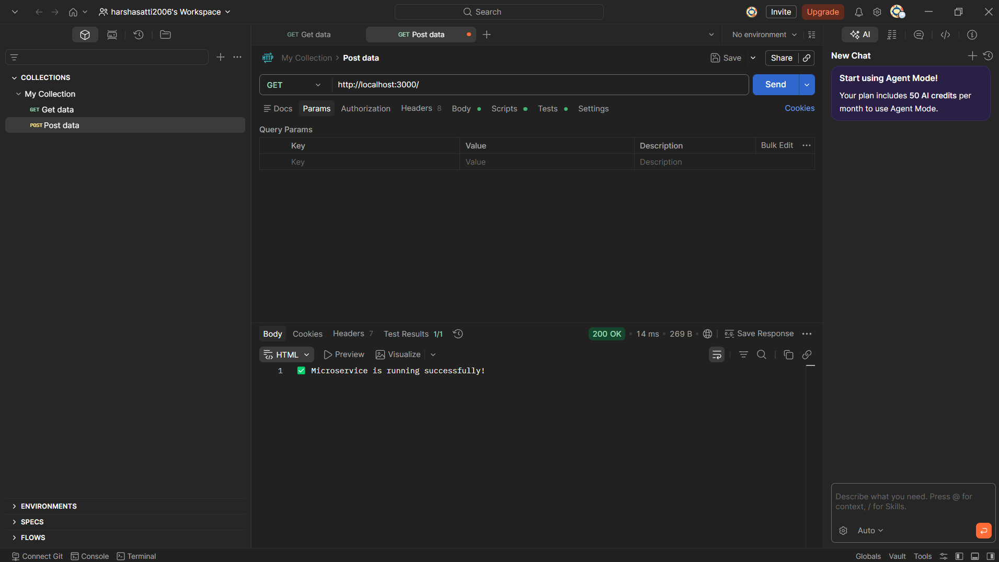 harshasatti2006's Workspace
Search
Invite
Upgrade
GET Get data
GET Post data
No environment
AI
HTTP My Collection > Post data
Save
Share
New Chat
COLLECTIONS
My Collection
GET Get data
POST Post data
GET
http://localhost:3000/
Send
Start using Agent Mode!
Your plan includes 50 AI credits per
month to use Agent Mode.
Docs Params Authorization Headers 8 Body Scripts Tests Settings Cookies
Query Params
Key Value Description Bulk Edit
Key Value Description
Body Cookies Headers 7 Test Results 1/1
200 OK • 14 ms • 269 B • e.g. Save Response
HTML Preview Visualize
1 ✅ Microservice is running successfully!
ENVIRONMENTS
SPECS
FLOWS
Describe what you need. Press @ for
context, / for Skills.
Auto
Connect Git Console Terminal
Globals Vault Tools